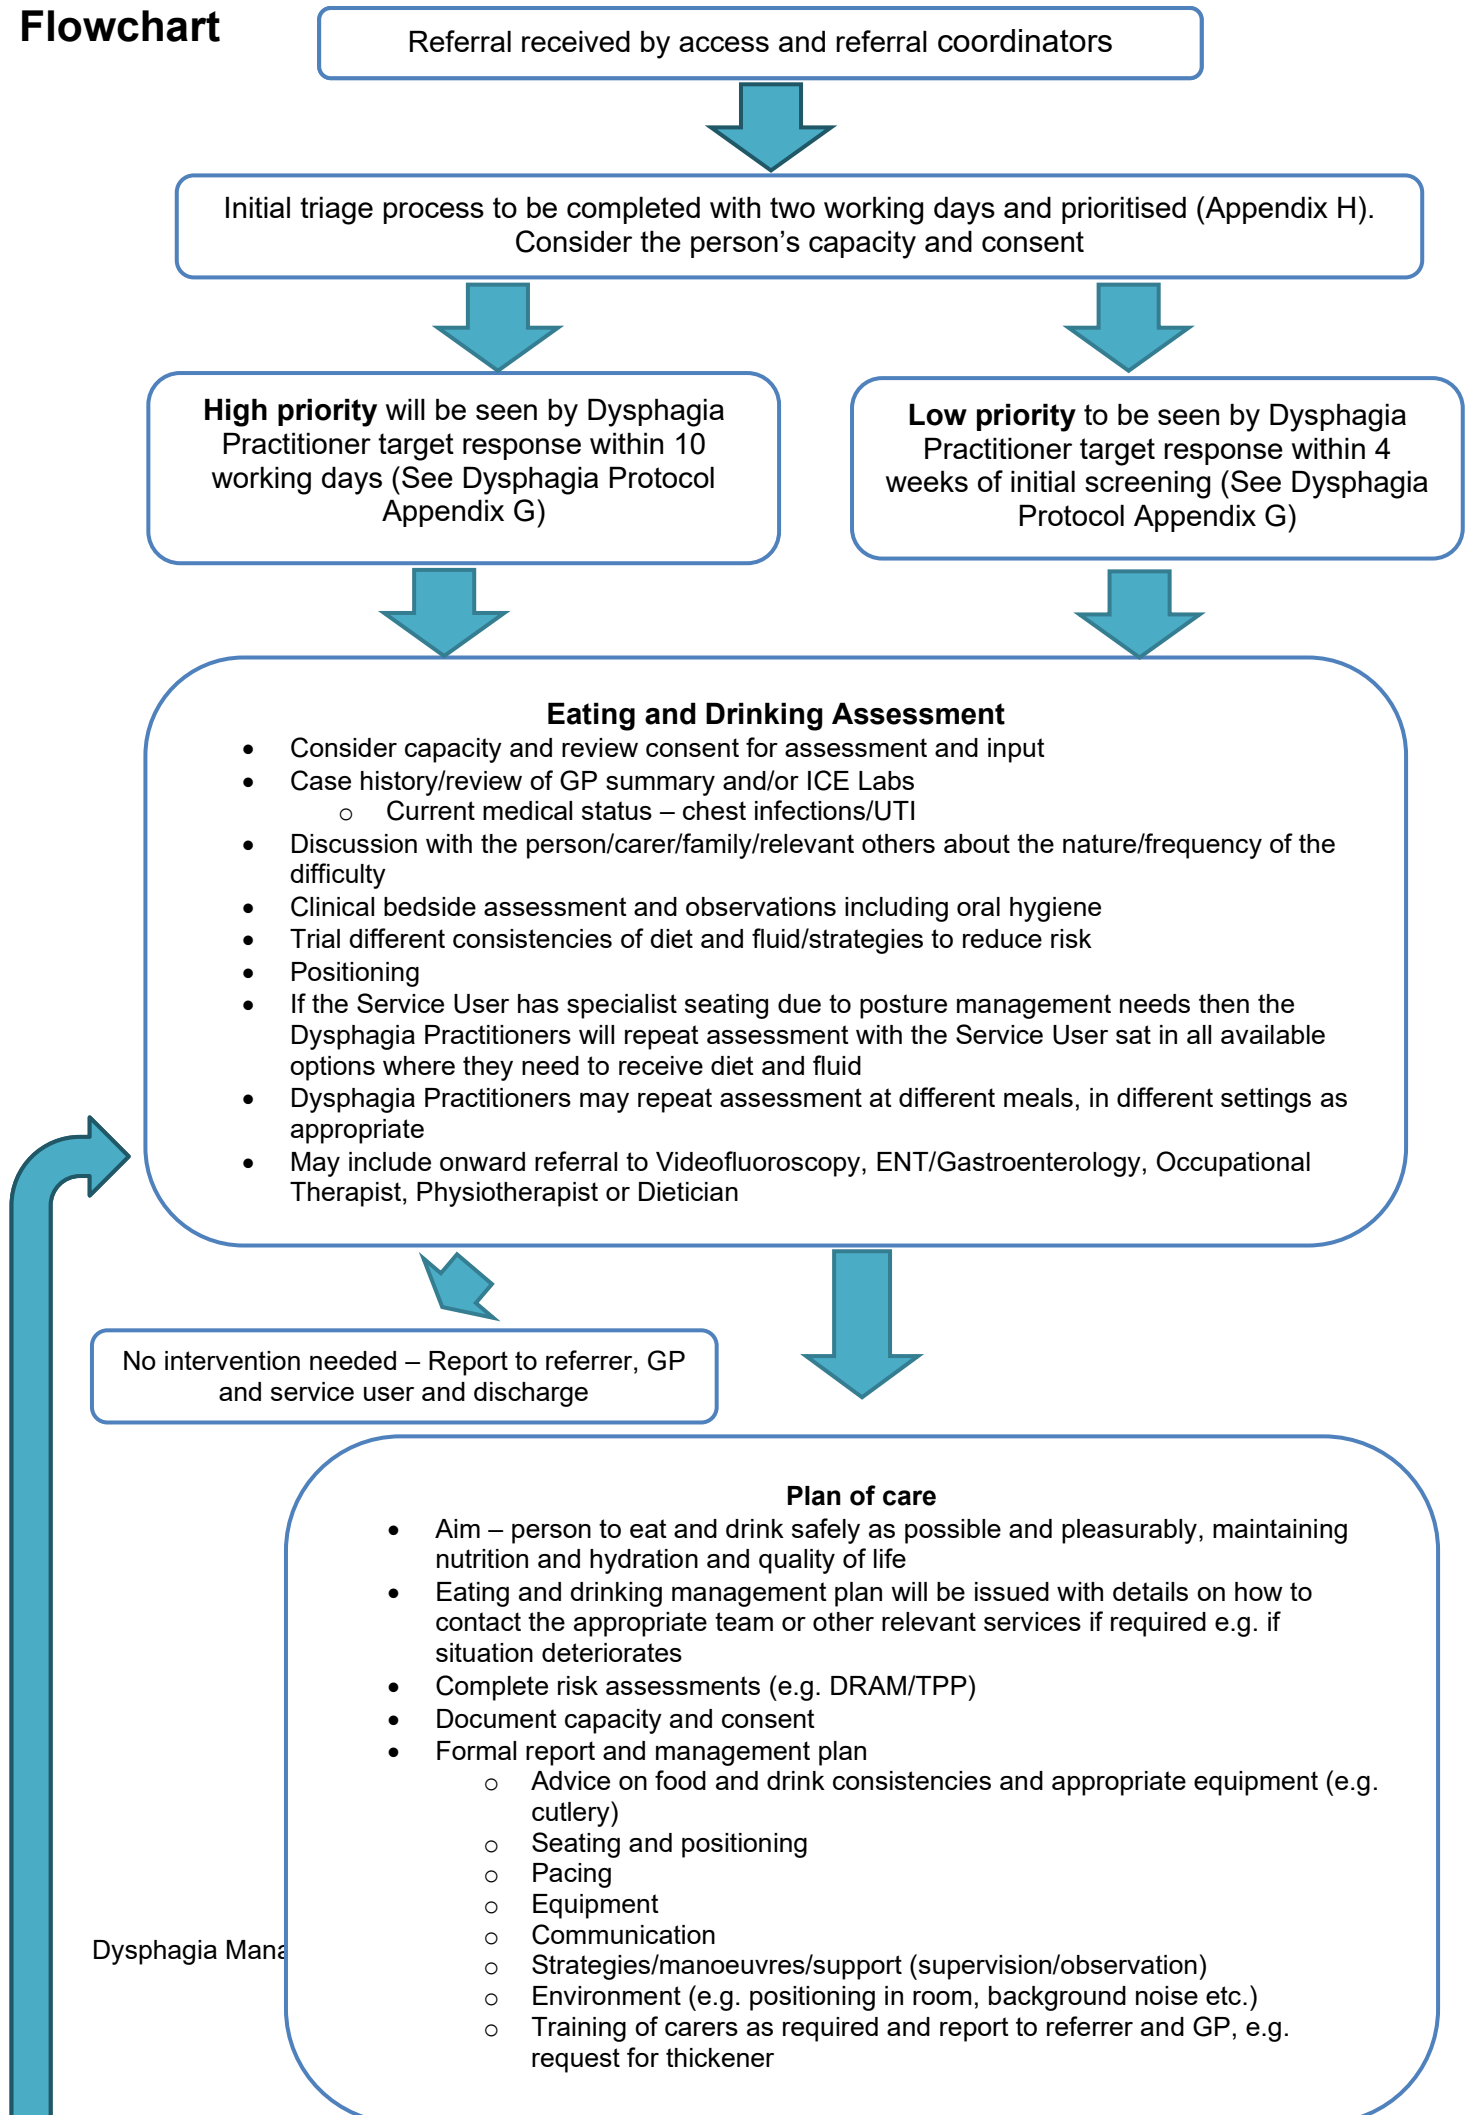 Flowchart
Referral received by access and referral coordinators
Initial triage process to be completed with two working days and prioritised (Appendix H).
Consider the person’s capacity and consent
High priority will be seen by Dysphagia
Practitioner target response within 10
working days (See Dysphagia Protocol
Appendix G)
Low priority to be seen by Dysphagia
Practitioner target response within 4
weeks of initial screening (See Dysphagia
Protocol Appendix G)
Eating and Drinking Assessment
• Consider capacity and review consent for assessment and input
• Case history/review of GP summary and/or ICE Labs
o Current medical status – chest infections/UTI
• Discussion with the person/carer/family/relevant others about the nature/frequency of the
difficulty
• Clinical bedside assessment and observations including oral hygiene
• Trial different consistencies of diet and fluid/strategies to reduce risk
• Positioning
• If the Service User has specialist seating due to posture management needs then the
Dysphagia Practitioners will repeat assessment with the Service User sat in all available
options where they need to receive diet and fluid
• Dysphagia Practitioners may repeat assessment at different meals, in different settings as
appropriate
• May include onward referral to Videofluoroscopy, ENT/Gastroenterology, Occupational
Therapist, Physiotherapist or Dietician
No intervention needed – Report to referrer, GP
and service user and discharge
Plan of care
• Aim – person to eat and drink safely as possible and pleasurably, maintaining
nutrition and hydration and quality of life
• Eating and drinking management plan will be issued with details on how to
contact the appropriate team or other relevant services if required e.g. if
situation deteriorates
• Complete risk assessments (e.g. DRAM/TPP)
• Document capacity and consent
• Formal report and management plan
o Advice on food and drink consistencies and appropriate equipment (e.g.
cutlery)
o Seating and positioning
o Pacing
o Equipment
o Communication
o Strategies/manoeuvres/support (supervision/observation)
o Environment (e.g. positioning in room, background noise etc.)
o Training of carers as required and report to referrer and GP, e.g.
request for thickener
Dysphagia Mana